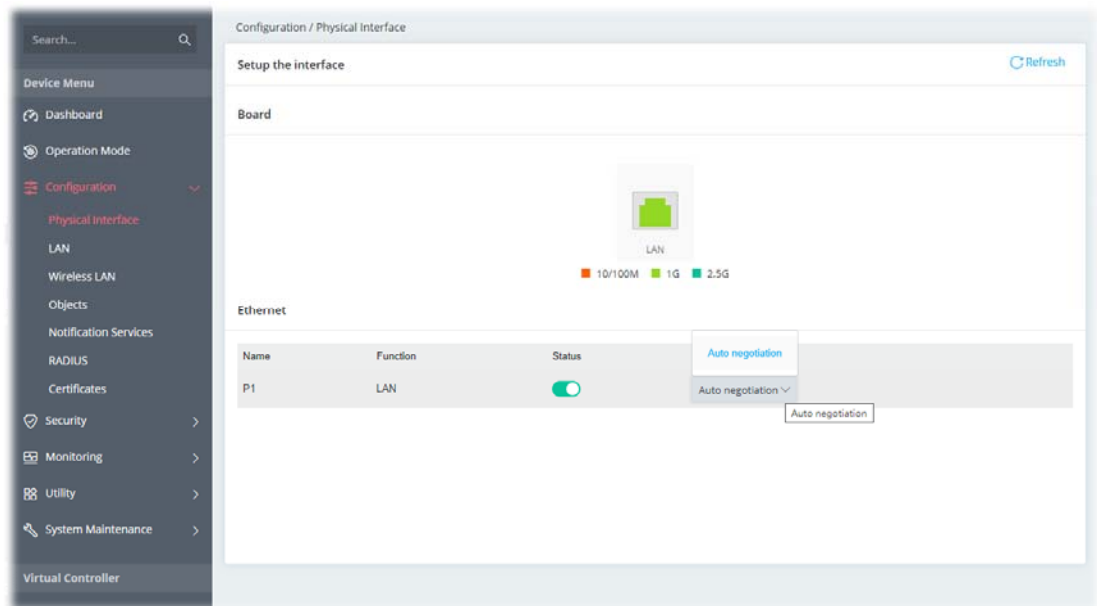 Search...
Device Menu
Dashboard
Operation Mode
Configuration
Physical Interface
LAN
Wireless LAN
Objects
Notification Services
RADIUS
Certificates
Security
Monitoring
Utility
System Maintenance
Virtual Controller
Configuration / Physical Interface
Setup the interface Refresh
Board
LAN
10/100M 1G 2.5G
Ethernet
Name Function Status Auto negotiation
P1 LAN Auto negotiation
Auto negotiation